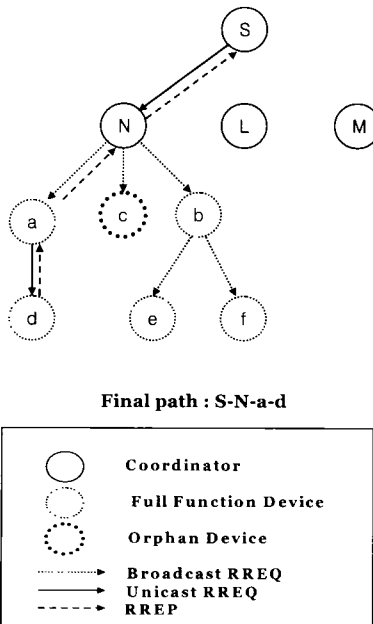 S
N L M
a c b
d e f
Final path : S-N-a-d
Coordinator
Full Function Device
Orphan Device
Broadcast RREQ
Unicast RREQ
RREP